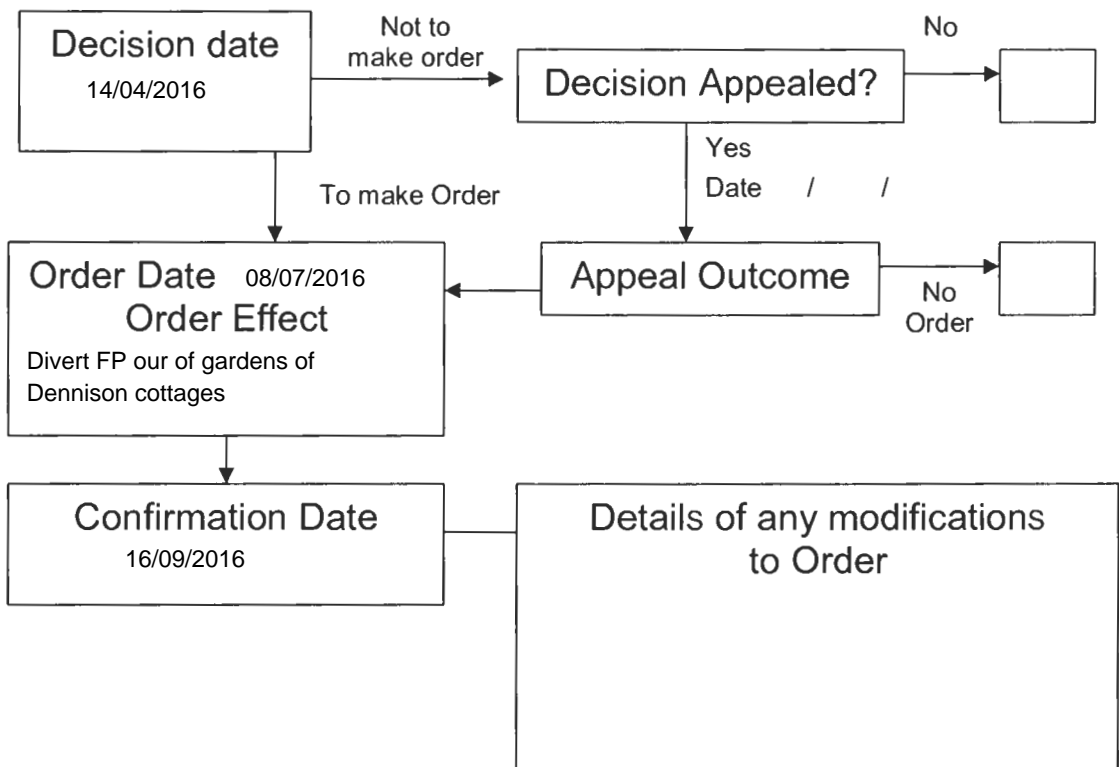 Decision date
14/04/2016
Not to
make order
Decision Appealed?
No
Yes
Date / /
To make Order
Order Date 08/07/2016
Order Effect
Divert FP our of gardens of
Dennison cottages
Appeal Outcome
No
Order
Confirmation Date
16/09/2016
Details of any modifications
to Order